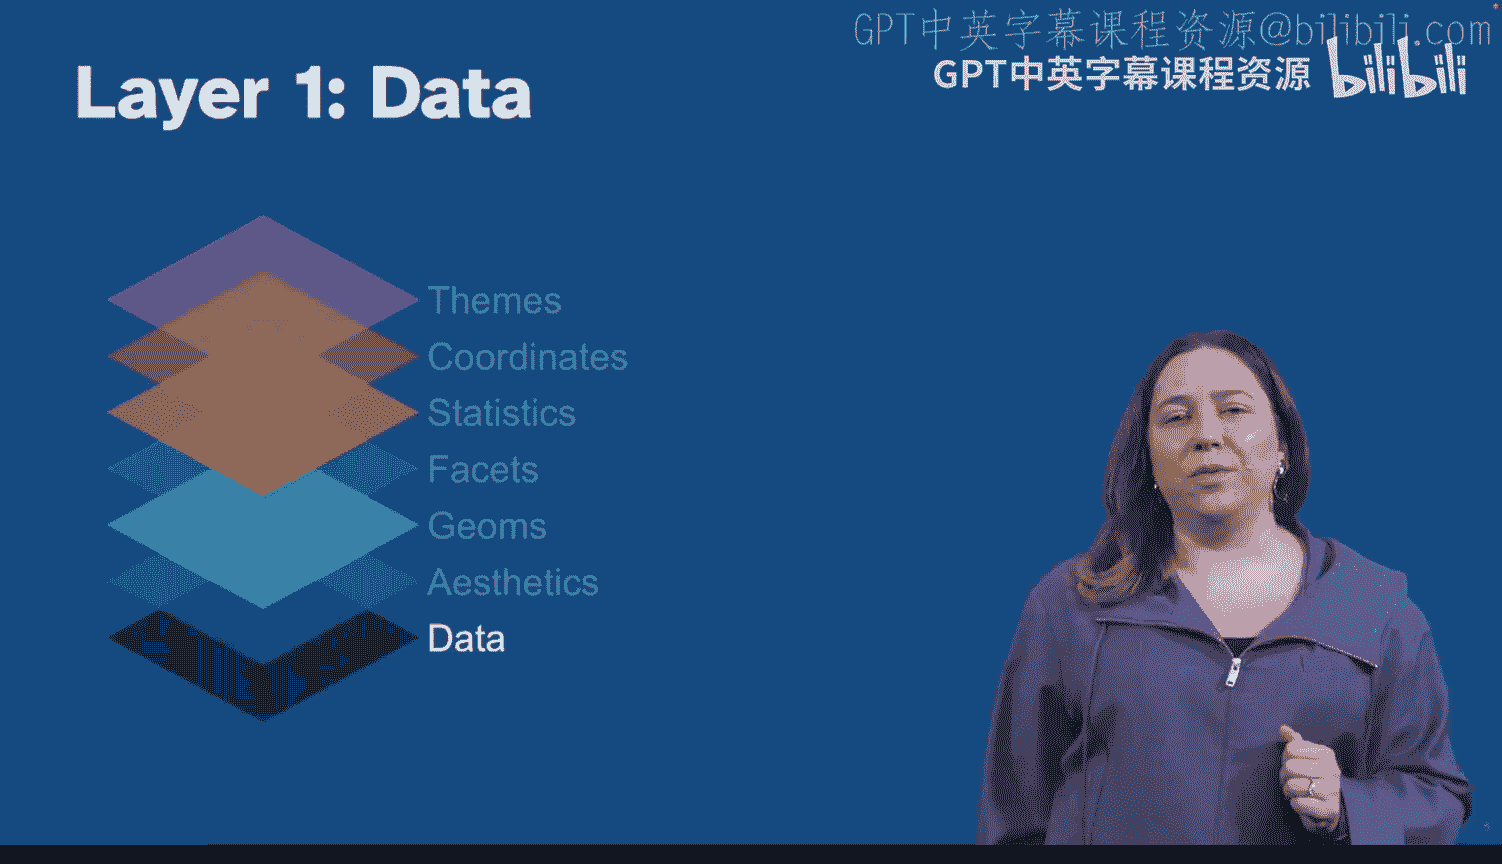 GPT中英字幕课程资源@bilibili.com
GPT中英字幕课程资源 bilibili
Layer 1: Data
Themes
Coordinates
Statistics
Facets
Geoms
Aesthetics
Data